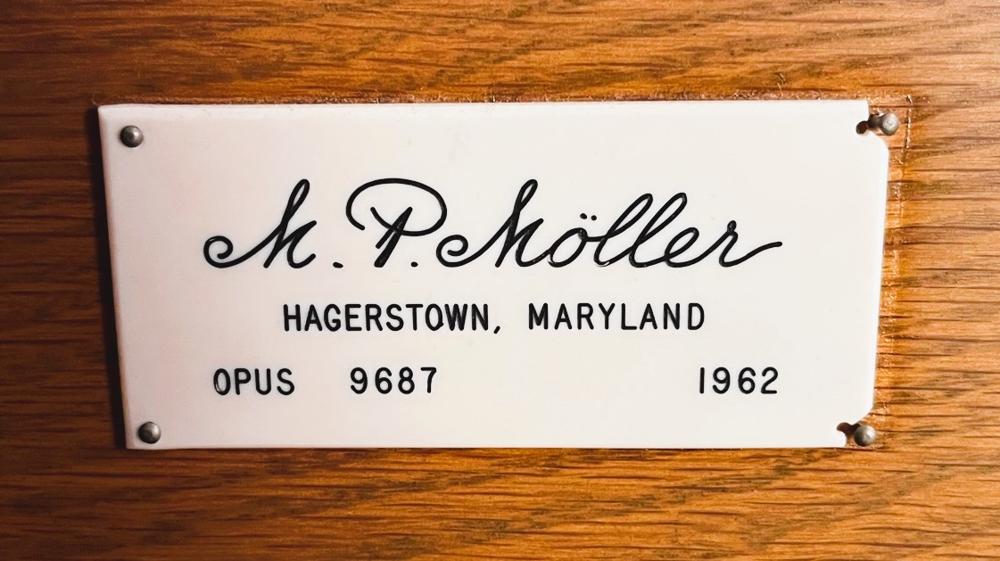 M. P. Möller
HAGERSTOWN, MARYLAND
OPUS 9687 1962